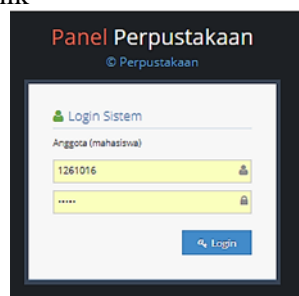 Panel Perpustakaan
© Perpustakaan
Login Sistem
Anggota (mahasiswa)
1261016
•••••
Login